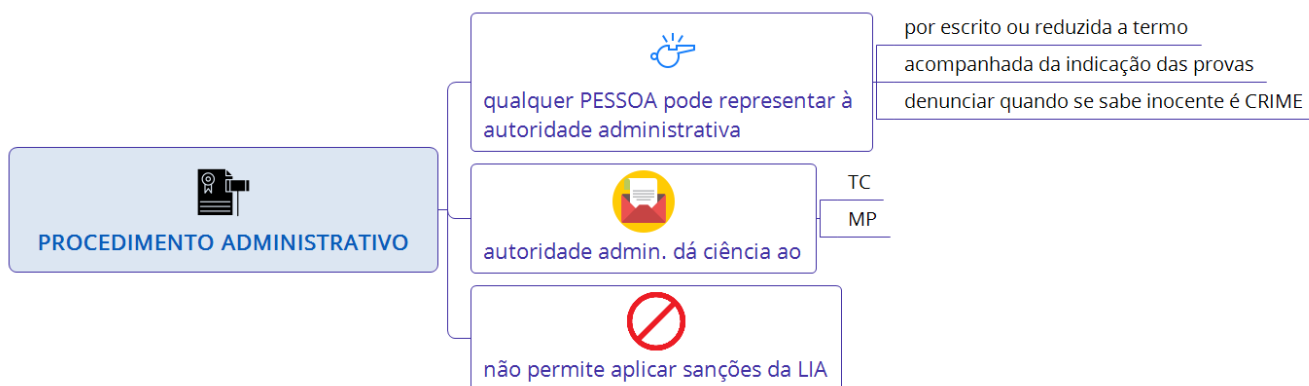 PROCEDIMENTO ADMINISTRATIVO
qualquer PESSOA pode representar à
autoridade administrativa
por escrito ou reduzida a termo
acompanhada da indicação das provas
denunciar quando se sabe inocente é CRIME
autoridade admin. dá ciência ao
TC
MP
não permite aplicar sanções da LIA